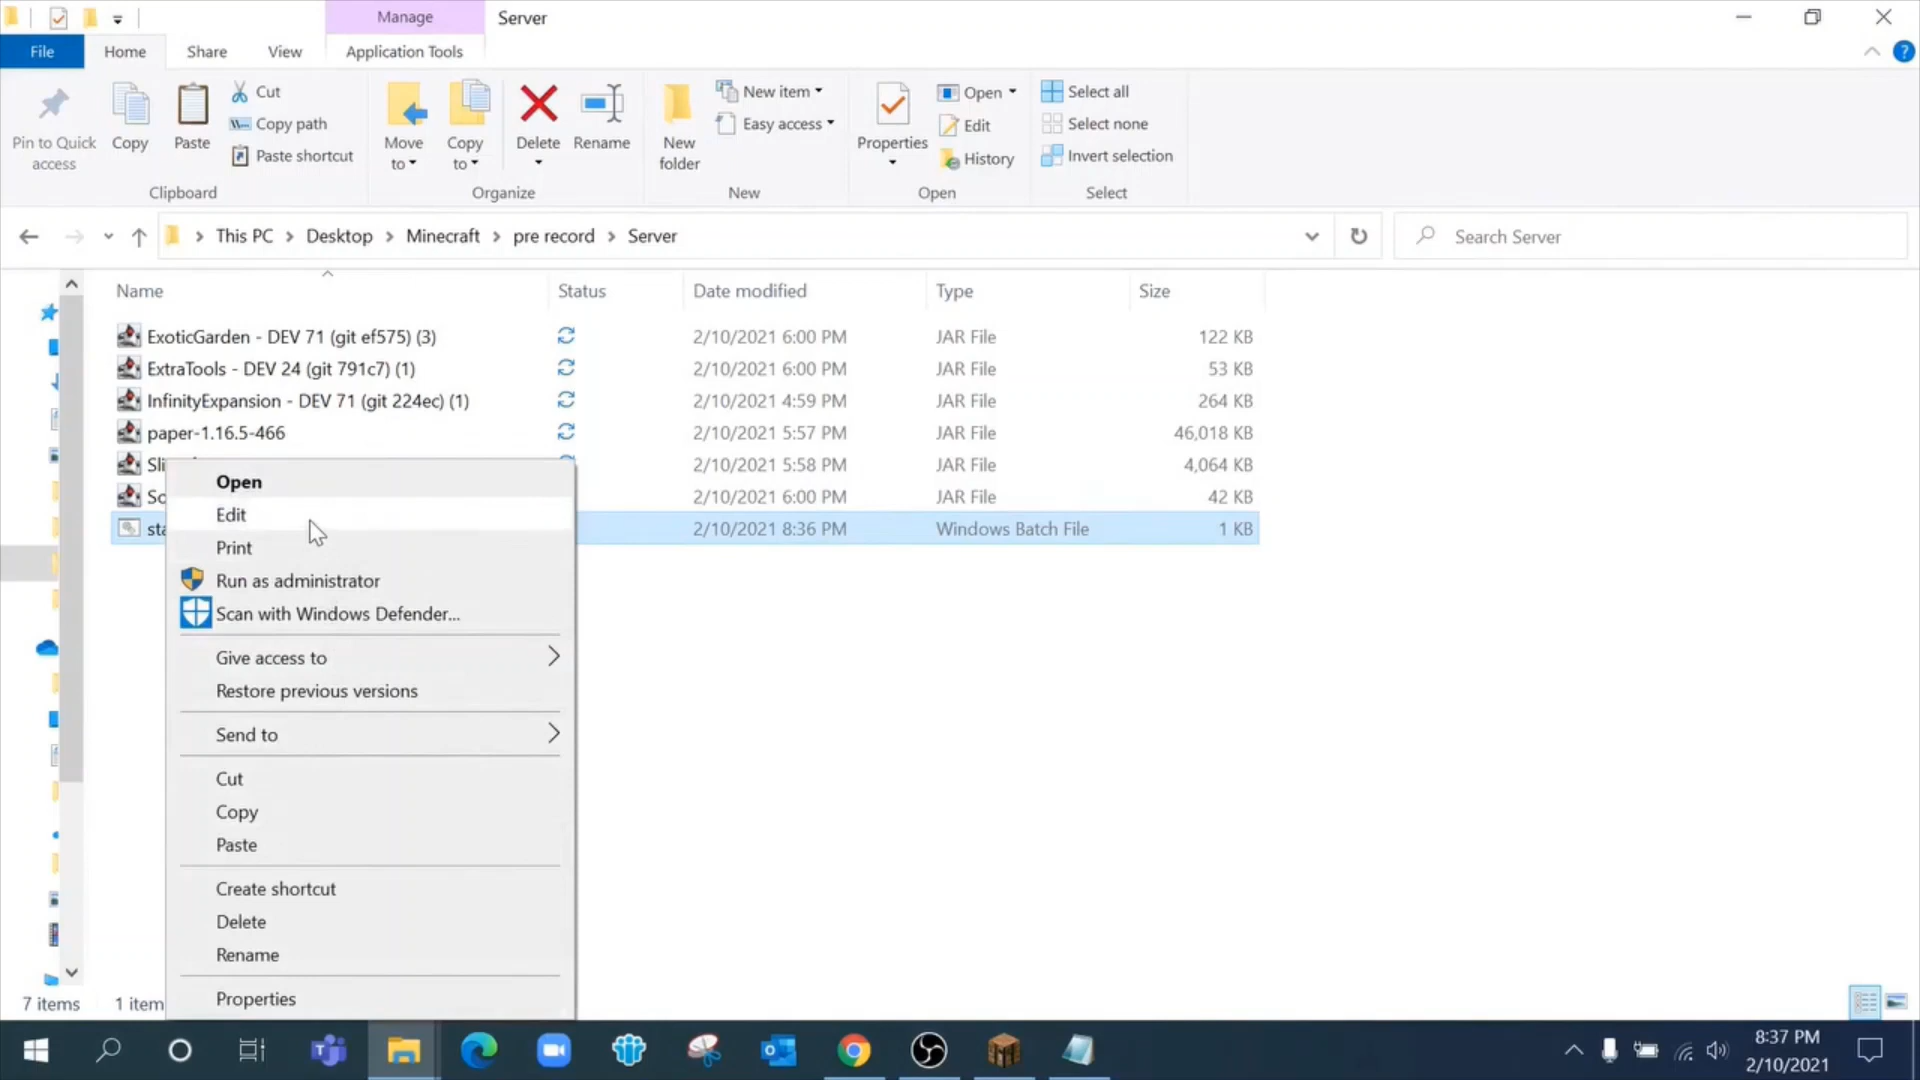 Manage
Server
File
Home
Share
View
Application Tools
Pin to Quick access
Copy
Paste
Cut
Copy path
Paste shortcut
Clipboard
Move to
Copy to
Delete
Rename
Organize
New folder
New item
Easy access
New
Properties
Open
Edit
History
Open
Select all
Select none
Invert selection
Select
This PC > Desktop > Minecraft > pre record > Server
Search Server
Name Status Date modified Type Size
ExoticGarden - DEV 71 (git ef575) (3) 2/10/2021 6:00 PM JAR File 122 KB
ExtraTools - DEV 24 (git 791c7) (1) 2/10/2021 6:00 PM JAR File 53 KB
InfinityExpansion - DEV 71 (git 224ec) (1) 2/10/2021 4:59 PM JAR File 264 KB
paper-1.16.5-466 2/10/2021 5:57 PM JAR File 46,018 KB
2/10/2021 5:58 PM JAR File 4,064 KB
2/10/2021 6:00 PM JAR File 42 KB
2/10/2021 8:36 PM Windows Batch File 1 KB
Open
Edit
Print
Run as administrator
Scan with Windows Defender...
Give access to
Restore previous versions
Send to
Cut
Copy
Paste
Create shortcut
Delete
Rename
Properties
7 items 1 item
8:37 PM
2/10/2021